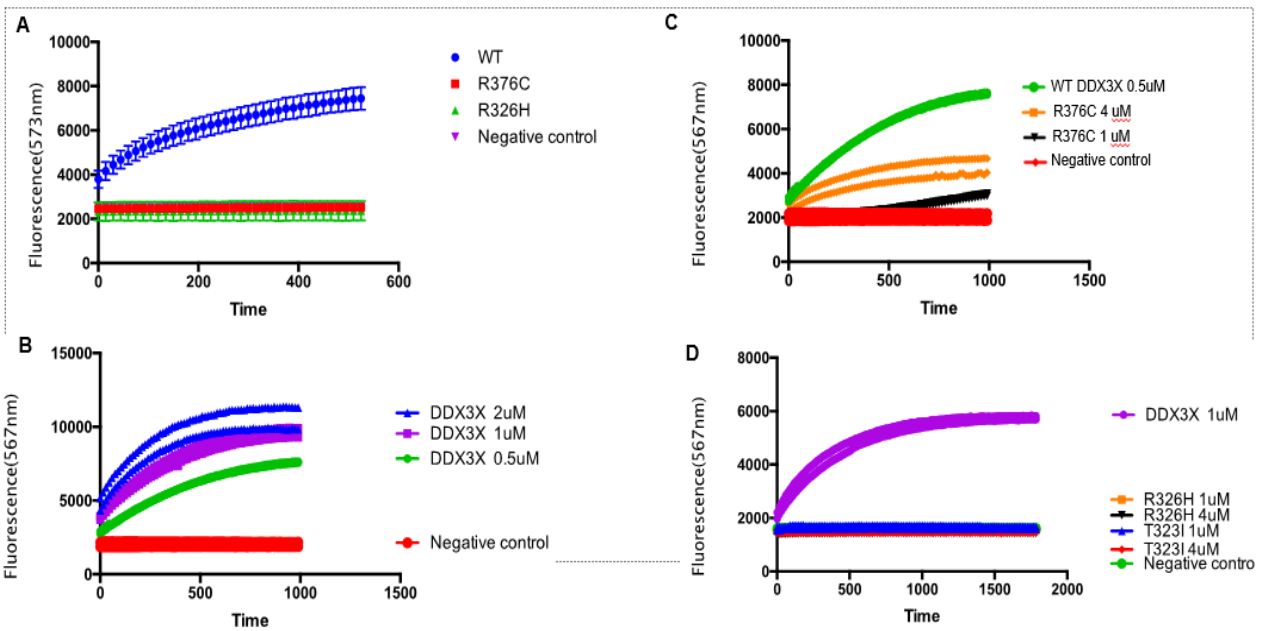 A
Fluorescence(573nm)
10000
8000
6000
4000
2000
0
0 200 400 600
Time
WT
R376C
R326H
Negative control
B
Fluorescence(567nm)
15000
10000
5000
0
0 500 1000 1500
Time
DDX3X 2uM
DDX3X 1uM
DDX3X 0.5uM
Negative control
C
Fluorescence(567nm)
10000
8000
6000
4000
2000
0
0 500 1000 1500
Time
WT DDX3X 0.5uM
R376C 4 uM
R376C 1 uM
Negative control
D
Fluorescence(567nm)
8000
6000
4000
2000
0
0 500 1000 1500 2000
Time
DDX3X 1uM
R326H 1uM
R326H 4uM
T323I 1uM
T323I 4uM
Negative contro